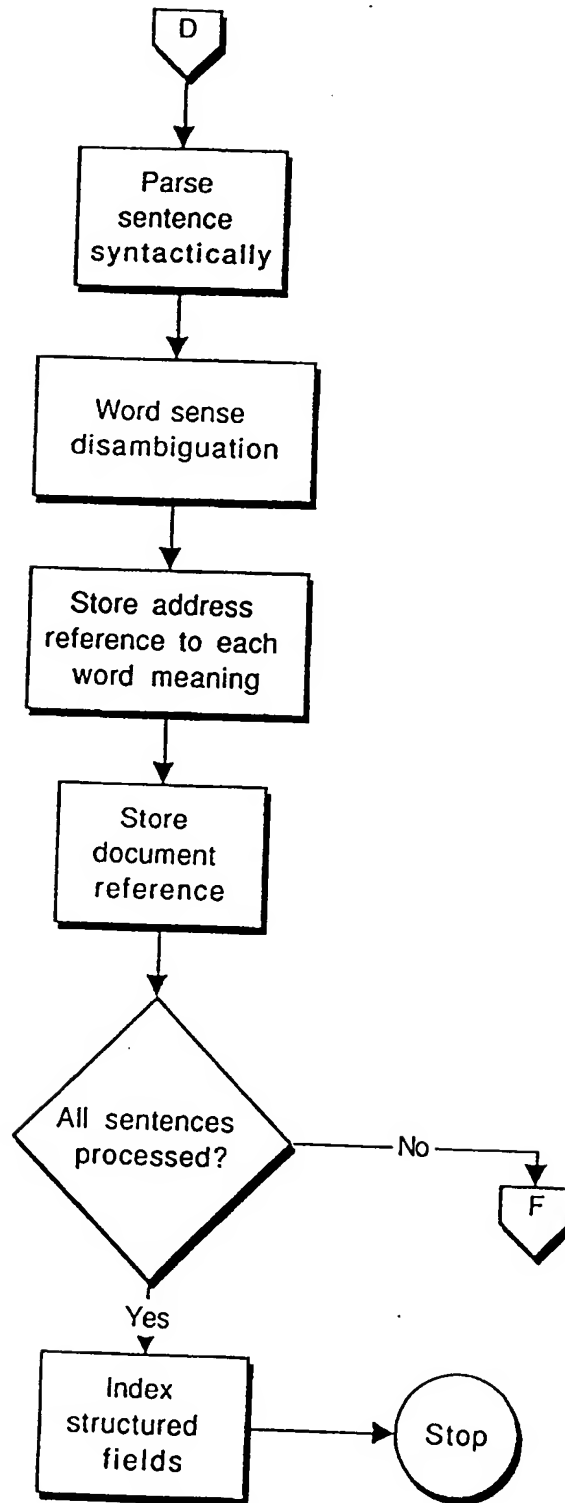 D
Parse
sentence
syntactically
Word sense
disambiguation
Store address
reference to each
word meaning
Store
document
reference
All sentences
processed?
No
F
Yes
Index
structured
fields
Stop